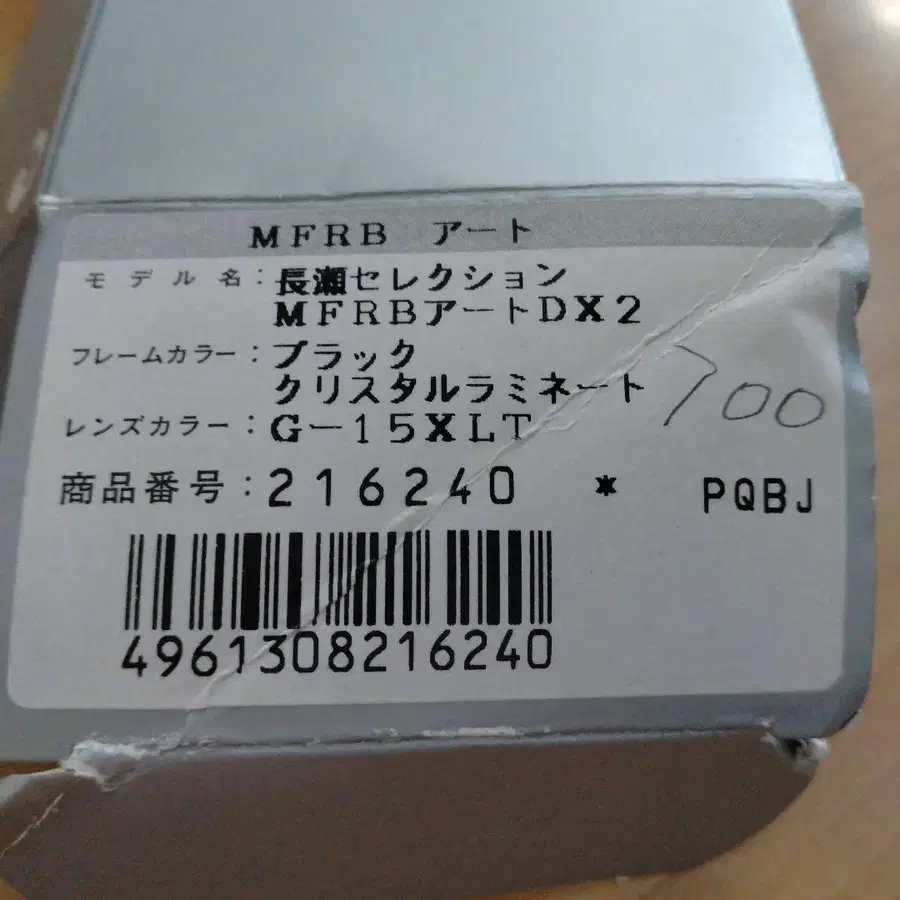 MFRB アート
モデル名:長瀬セレクション
MFRBアートDX2
フレームカラー:ブラック
クリスタルラミネート
700
レンズカラー:G-15XLT
商品番号:216240 * PQBJ
4961308216240